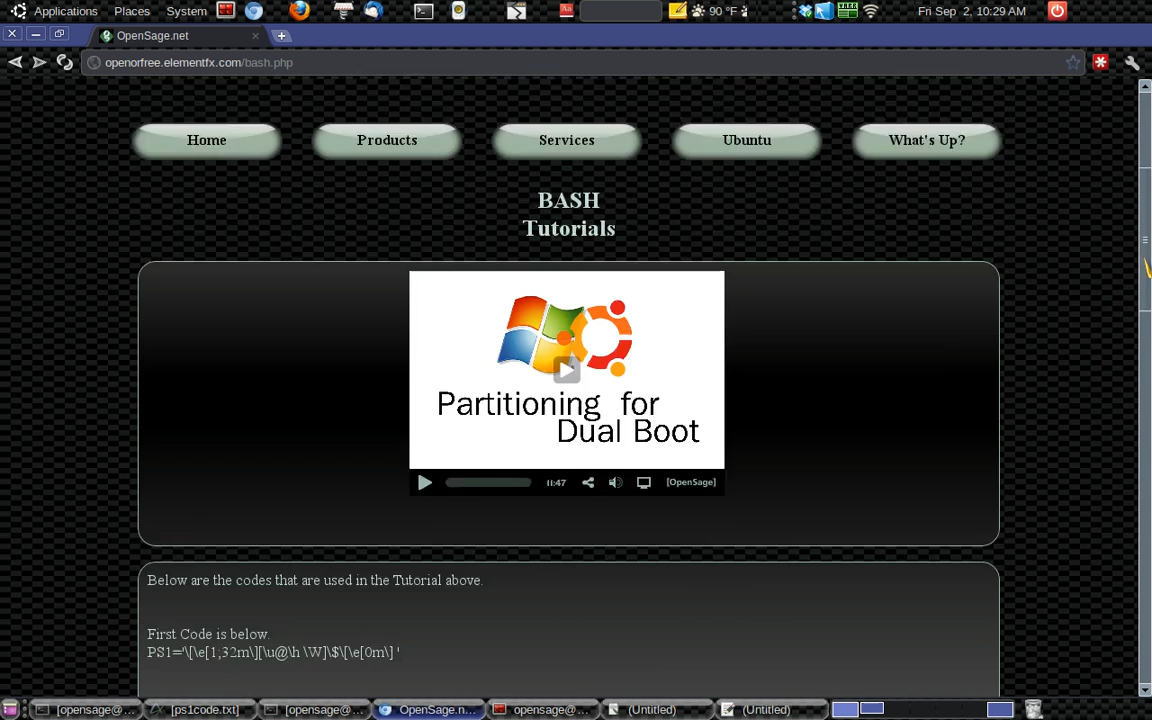 Applications Places System 90 °F Fri Sep 2, 10:29 AM
OpenSage.net
openorfree.elementfx.com/bash.php
Home Products Services Ubuntu What's Up?
BASH
Tutorials
Partitioning for
Dual Boot
11:47 [OpenSage]
Below are the codes that are used in the Tutorial above.
First Code is below.
PS1='\[\e[1;32m\][\u@\h \W]\$\[\e[0m\] '
[opensage@... [ps1code.txt] [opensage@... OpenSage.n... opensage@... (Untitled) (Untitled)